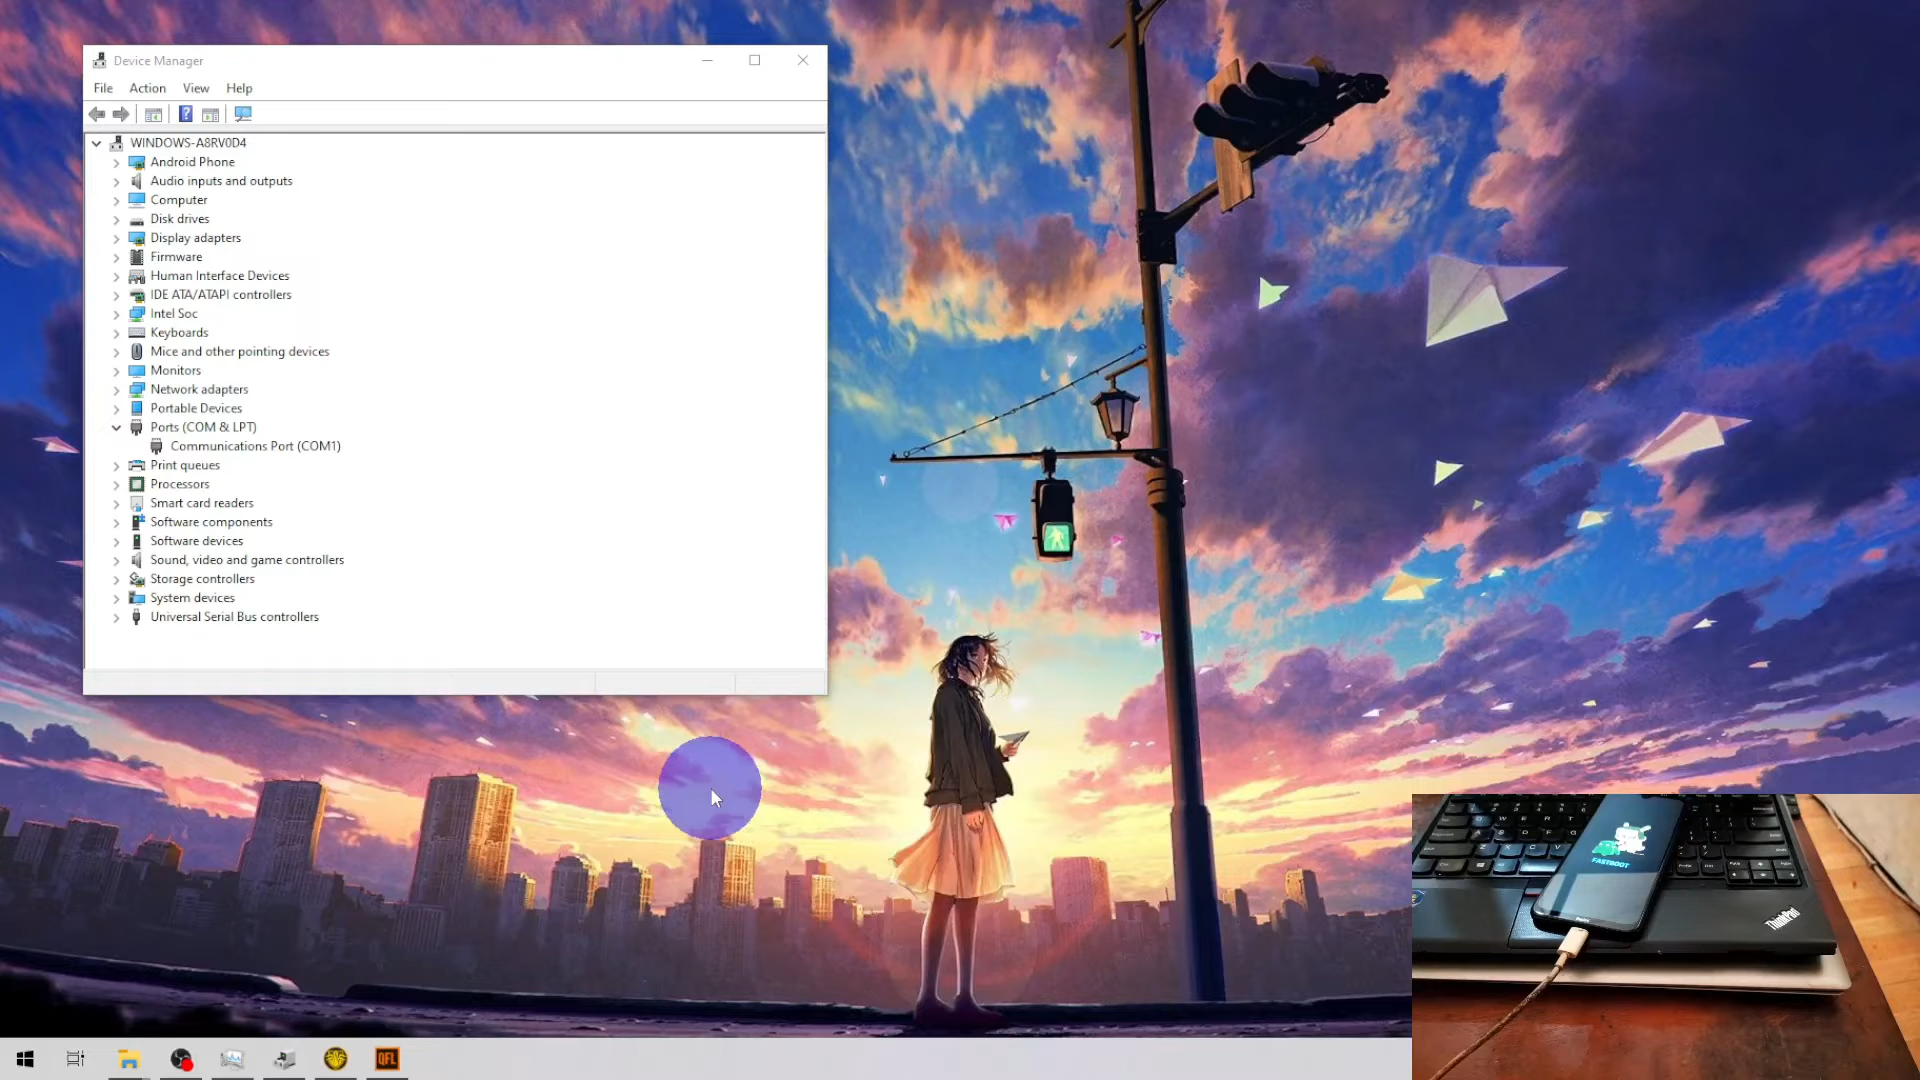 Device Manager
File Action View Help
WINDOWS-A8RV0D4
Android Phone
Audio inputs and outputs
Computer
Disk drives
Display adapters
Firmware
Human Interface Devices
IDE ATA/ATAPI controllers
Intel Soc
Keyboards
Mice and other pointing devices
Monitors
Network adapters
Portable Devices
Ports (COM & LPT)
Communications Port (COM1)
Print queues
Processors
Smart card readers
Software components
Software devices
Sound, video and game controllers
Storage controllers
System devices
Universal Serial Bus controllers
FASTBOOT
ThinkPad
QFL